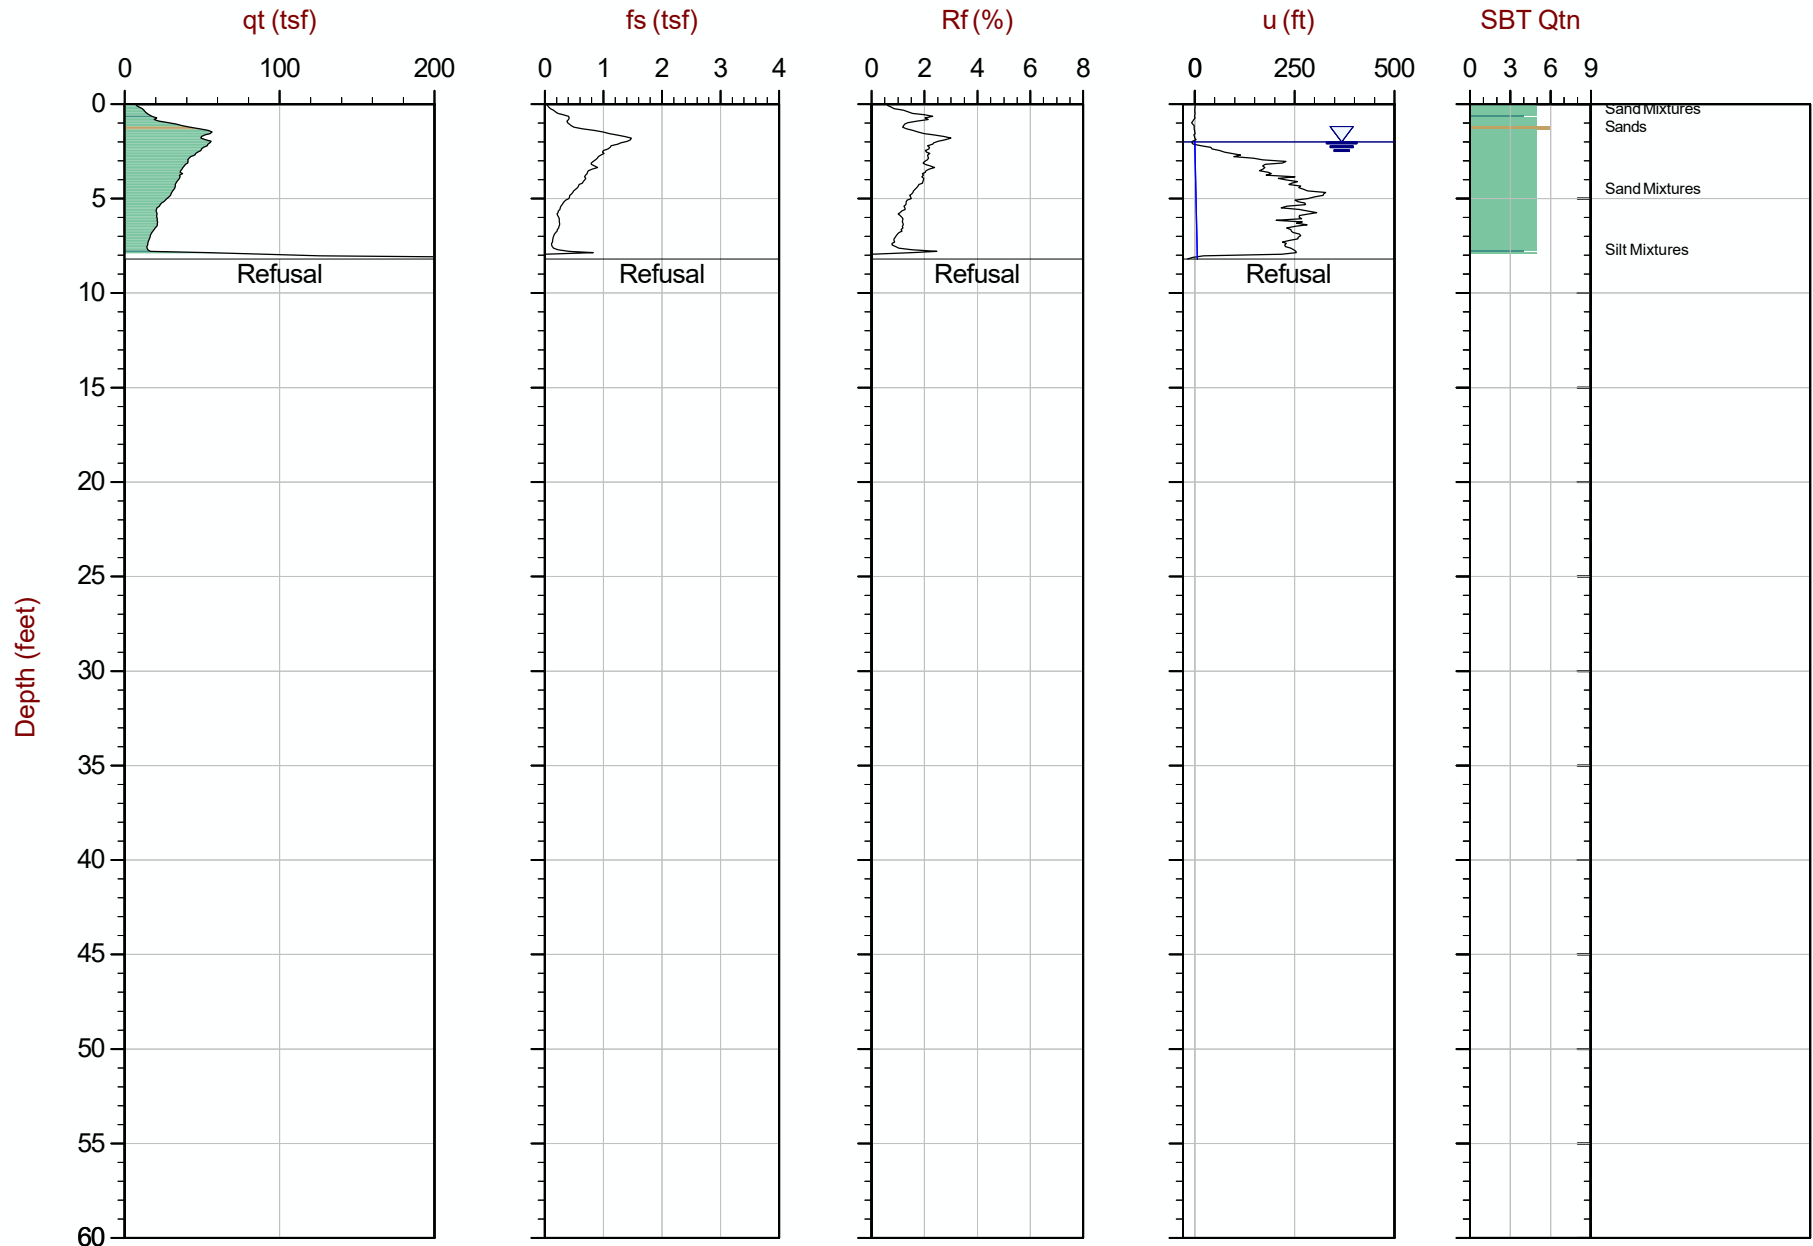 qt (tsf) fs (tsf) Rf (%) u (ft) SBT Qtn
0 100 200 0 1 2 3 4 0 2 4 6 8 0 250 500 0 3 6 9
0
Sand Mixtures
Sands
5
Sand Mixtures
Silt Mixtures
Refusal Refusal Refusal Refusal
10
15
20
25
30
35
40
45
50
55
60
Depth (feet)